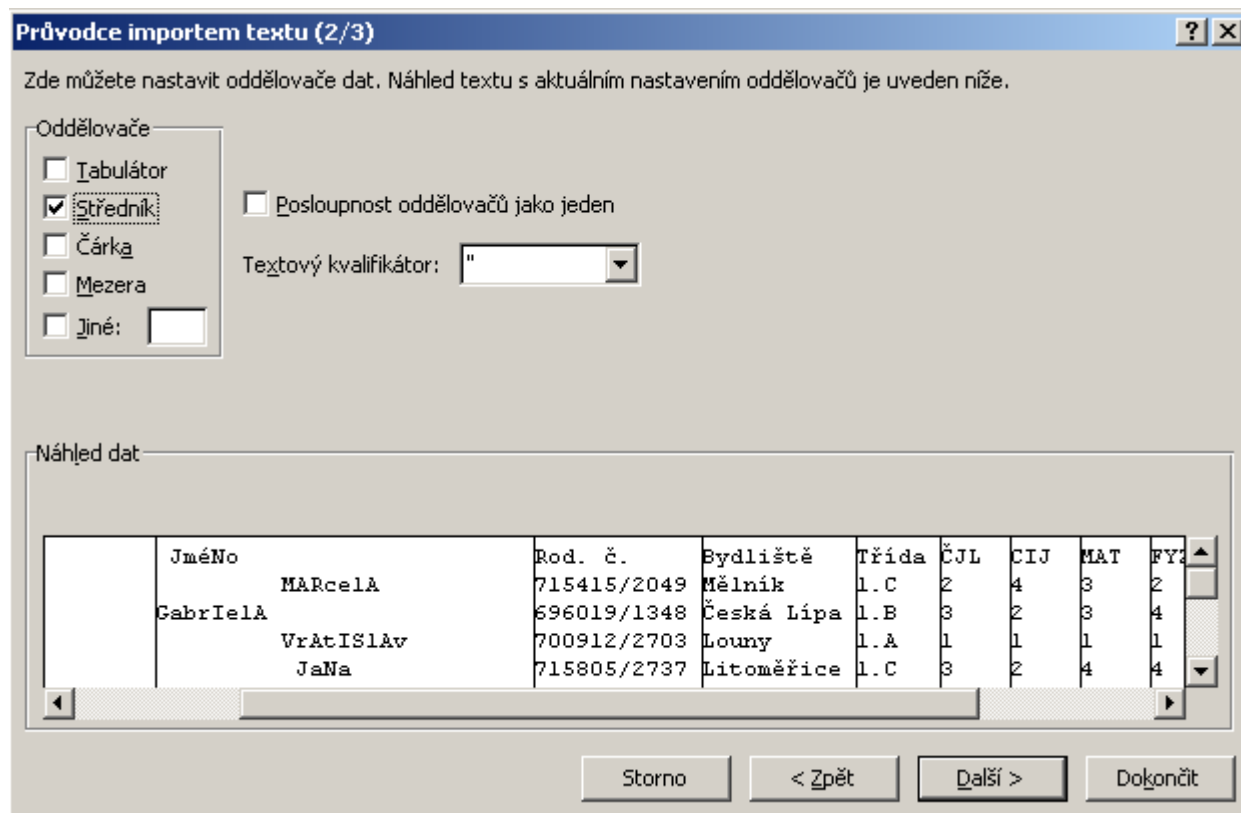 Průvodce importem textu (2/3)
Zde můžete nastavit oddělovače dat. Náhled textu s aktuálním nastavením oddělovačů je uveden níže.
Oddělovače
Tabulátor
Středník
Čárka
Mezera
Jiné:
Posloupnost oddělovačů jako jeden
Textový kvalifikátor: "
Náhled dat
JméNo Rod. č. Bydliště Třída ČJL CIJ MAT FYZ
MARcelA 715415/2049 Mělník 1.C 2 4 3 2
GabrIelA 696019/1348 Česká Lípa 1.B 3 2 3 4
VrAtISlAv 700912/2703 Louny 1.A 1 1 1 1
JaNa 715805/2737 Litoměřice 1.C 3 2 4 4
Storno
< Zpět
Další >
Dokončit